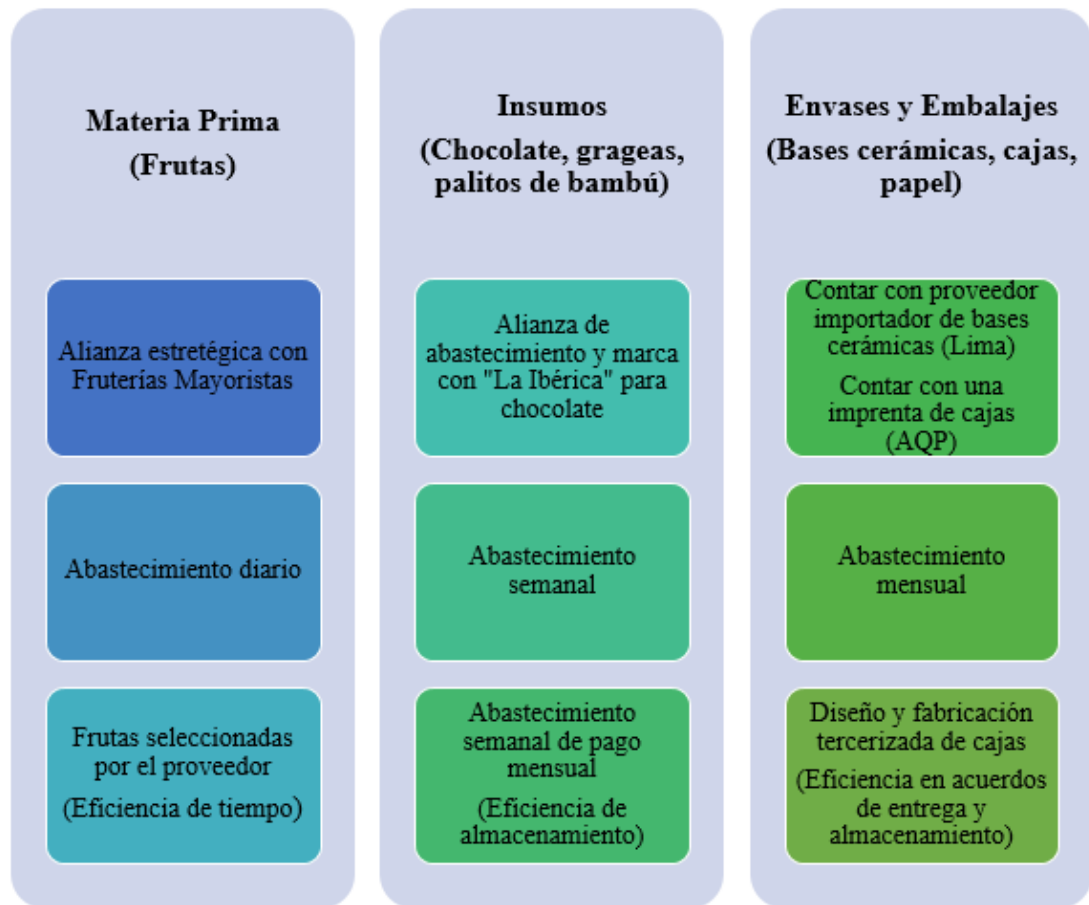 Materia Prima
(Frutas)
Alianza estretégica con
Fruterías Mayoristas
Abastecimiento diario
Frutas seleccionadas
por el proveedor
(Eficiencia de tiempo)
Insumos
(Chocolate, grageas,
palitos de bambú)
Alianza de
abastecimiento y marca
con "La Ibérica" para
chocolate
Abastecimiento
semanal
Abastecimiento
semanal de pago
mensual
(Eficiencia de
almacenamiento)
Envases y Embalajes
(Bases cerámicas, cajas,
papel)
Contar con proveedor
importador de bases
cerámicas (Lima)
Contar con una
imprenta de cajas
(AQP)
Abastecimiento
mensual
Diseño y fabricación
tercerizada de cajas
(Eficiencia en acuerdos
de entrega y
almacenamiento)